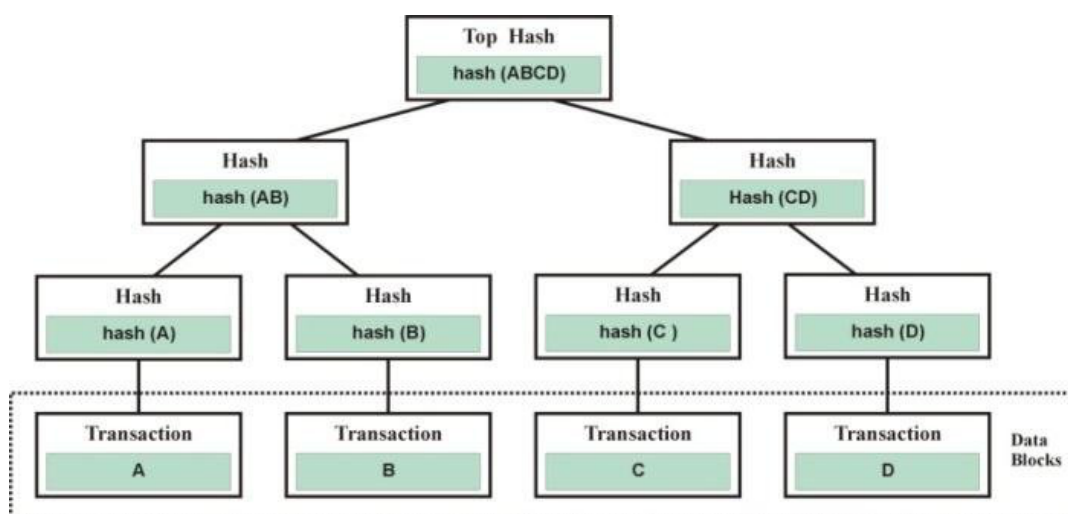 Top Hash
hash (ABCD)
Hash
hash (AB)
Hash
Hash (CD)
Hash
hash (A)
Hash
hash (B)
Hash
hash (C )
Hash
hash (D)
Transaction
A
Transaction
B
Transaction
C
Transaction
D
Data
Blocks